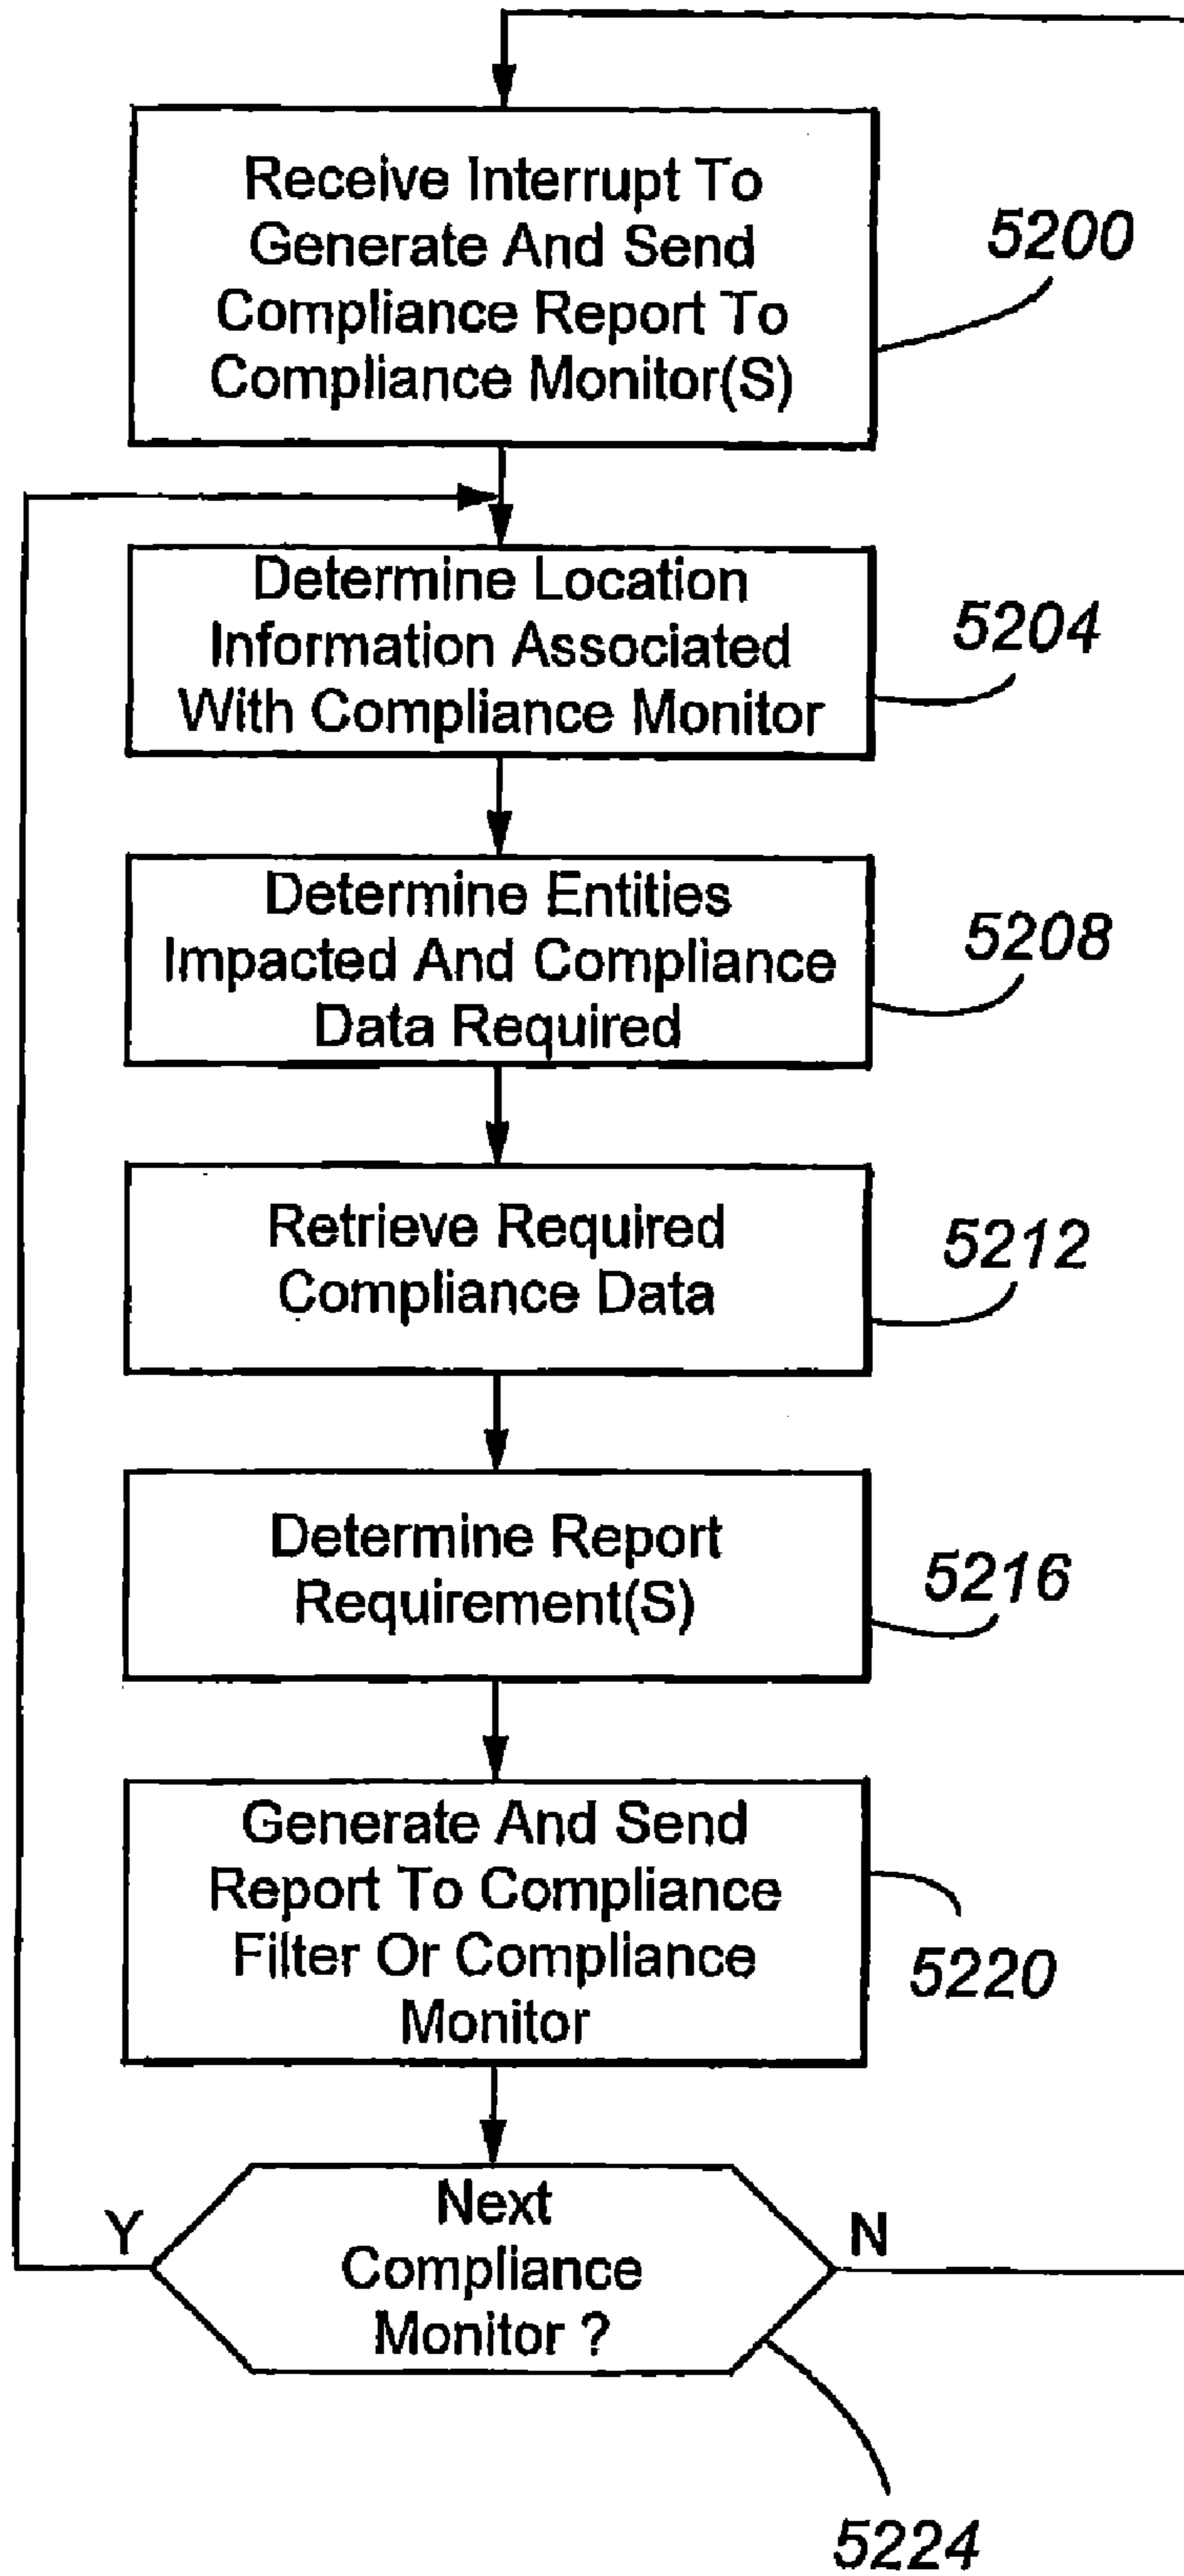 Receive Interrupt To
Generate And Send
Compliance Report To
Compliance Monitor(S)
5200
Determine Location
Information Associated
With Compliance Monitor
5204
Determine Entities
Impacted And Compliance
Data Required
5208
Retrieve Required
Compliance Data
5212
Determine Report
Requirement(S)
5216
Generate And Send
Report To Compliance
Filter Or Compliance
Monitor
5220
Y
Next
Compliance
Monitor ?
N
5224